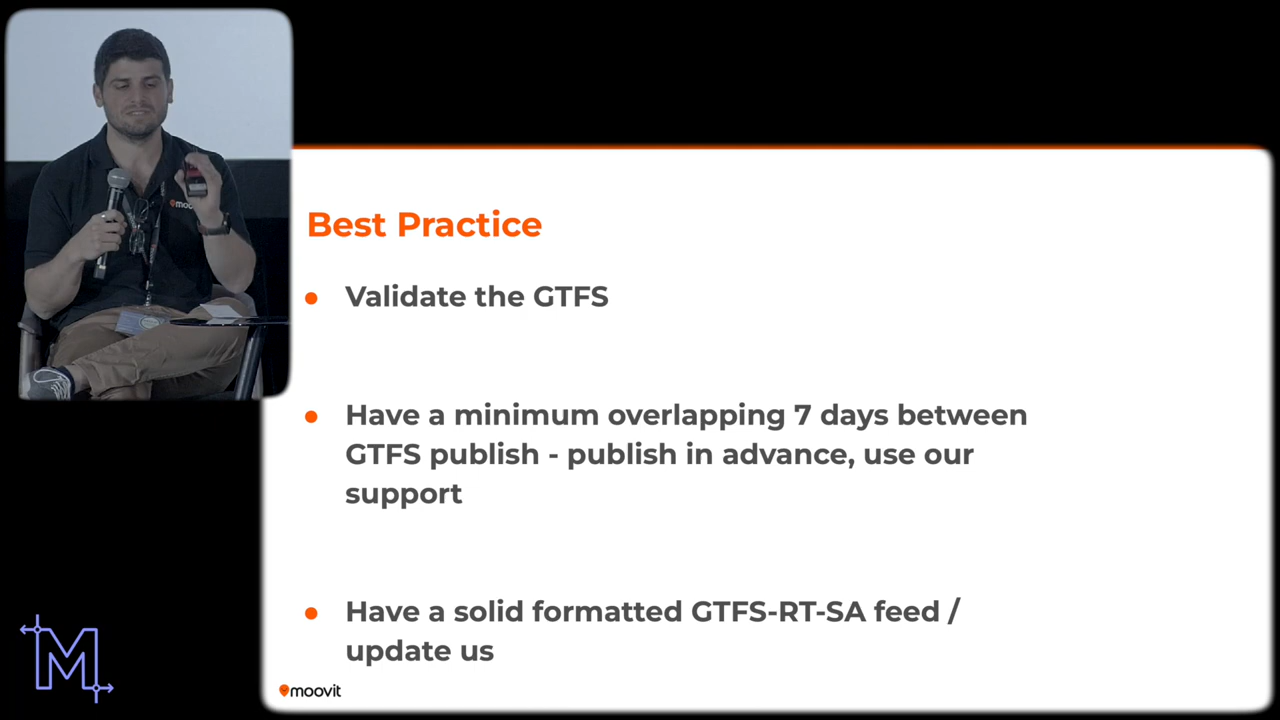 Best Practice
Validate the GTFS
Have a minimum overlapping 7 days between
GTFS publish - publish in advance, use our
support
Have a solid formatted GTFS-RT-SA feed /
update us
moovit
M